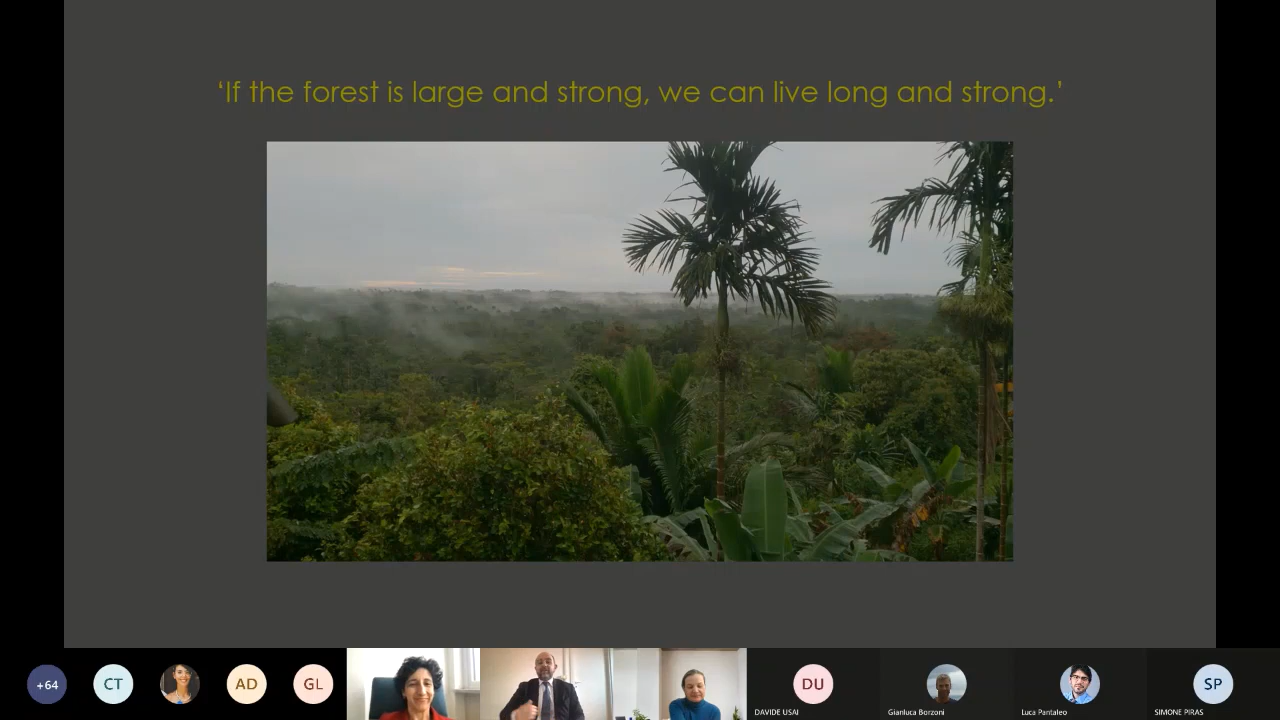 ‘If the forest is large and strong, we can live long and strong.’
+64
CT
AD
GL
DU
DAVIDE USAI
Gianluca Borzoni
Luca Pantaleo
SP
SIMONE PIRAS